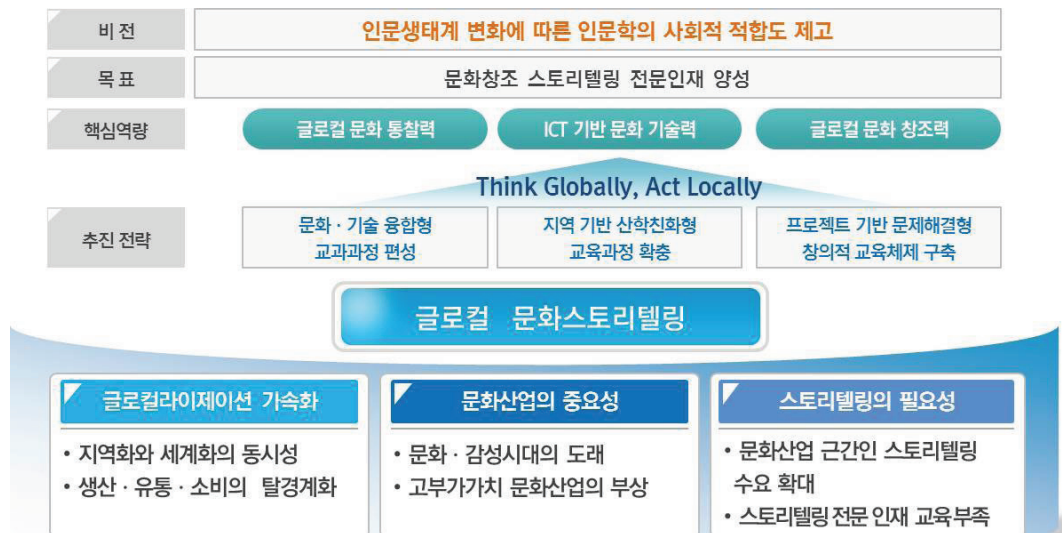 비전
인문생태계 변화에 따른 인문학의 사회적 적합도 제고
목표
문화창조 스토리텔링 전문인재 양성
핵심역량
글로컬 문화 통찰력
ICT 기반 문화 기술력
글로컬 문화 창조력
Think Globally, Act Locally
추진 전략
문화·기술 융합형
교과과정 편성
지역 기반 산학친화형
교육과정 확충
프로젝트 기반 문제해결형
창의적 교육체제 구축
글로컬 문화스토리텔링
글로컬라이제이션 가속화
• 지역화와 세계화의 동시성
• 생산·유통·소비의 탈경계화
문화산업의 중요성
• 문화·감성시대의 도래
• 고부가가치 문화산업의 부상
스토리텔링의 필요성
• 문화산업 근간인 스토리텔링
수요 확대
• 스토리텔링 전문 인재 교육 부족